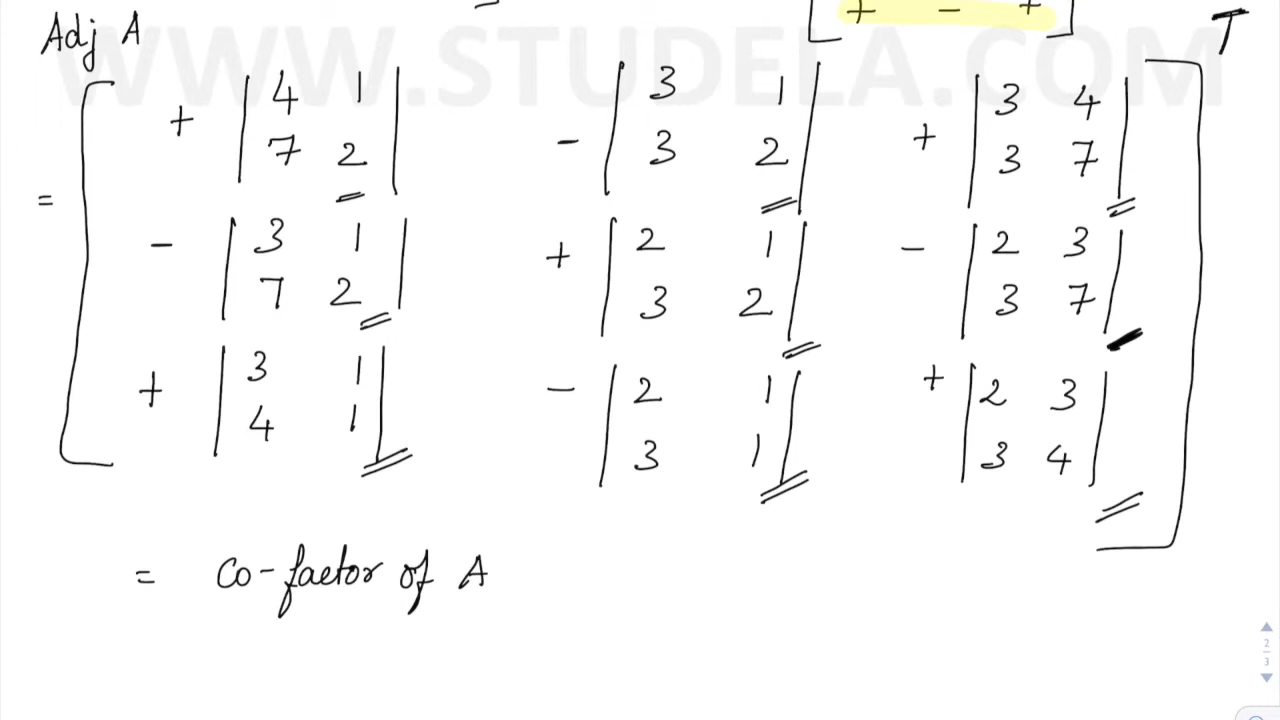 + - +
Adj A T
WWW.STUDELA.COM
+ | 4 1 | - | 3 1 | + | 3 4 |
| 7 2 | | 3 2 | | 3 7 |
=
- | 3 1 | + | 2 1 | - | 2 3 |
| 7 2 | | 3 2 | | 3 7 |
+ | 3 1 | - | 2 1 | + | 2 3 |
| 4 1 | | 3 1 | | 3 4 |
= Co-factor of A
2
3